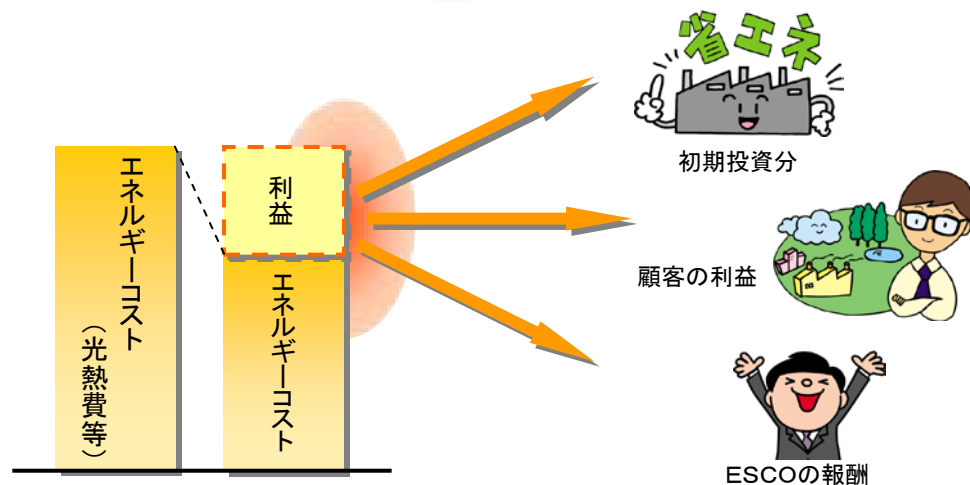 エネルギーコスト
（光熱費等）
利益
エネルギーコスト
省エネ
初期投資分
顧客の利益
ESCOの報酬